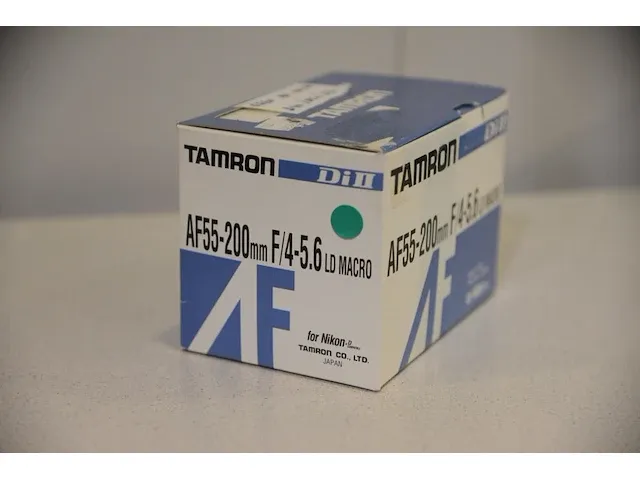 TAMRON
TAMRON Di II
AF55-200mm F/4-5.6 LD MACRO
AF
for Nikon-D
TAMRON CO., LTD.
JAPAN
TAMRON Di II
AF55-200mm F/4-5.6 LD MACRO
AF